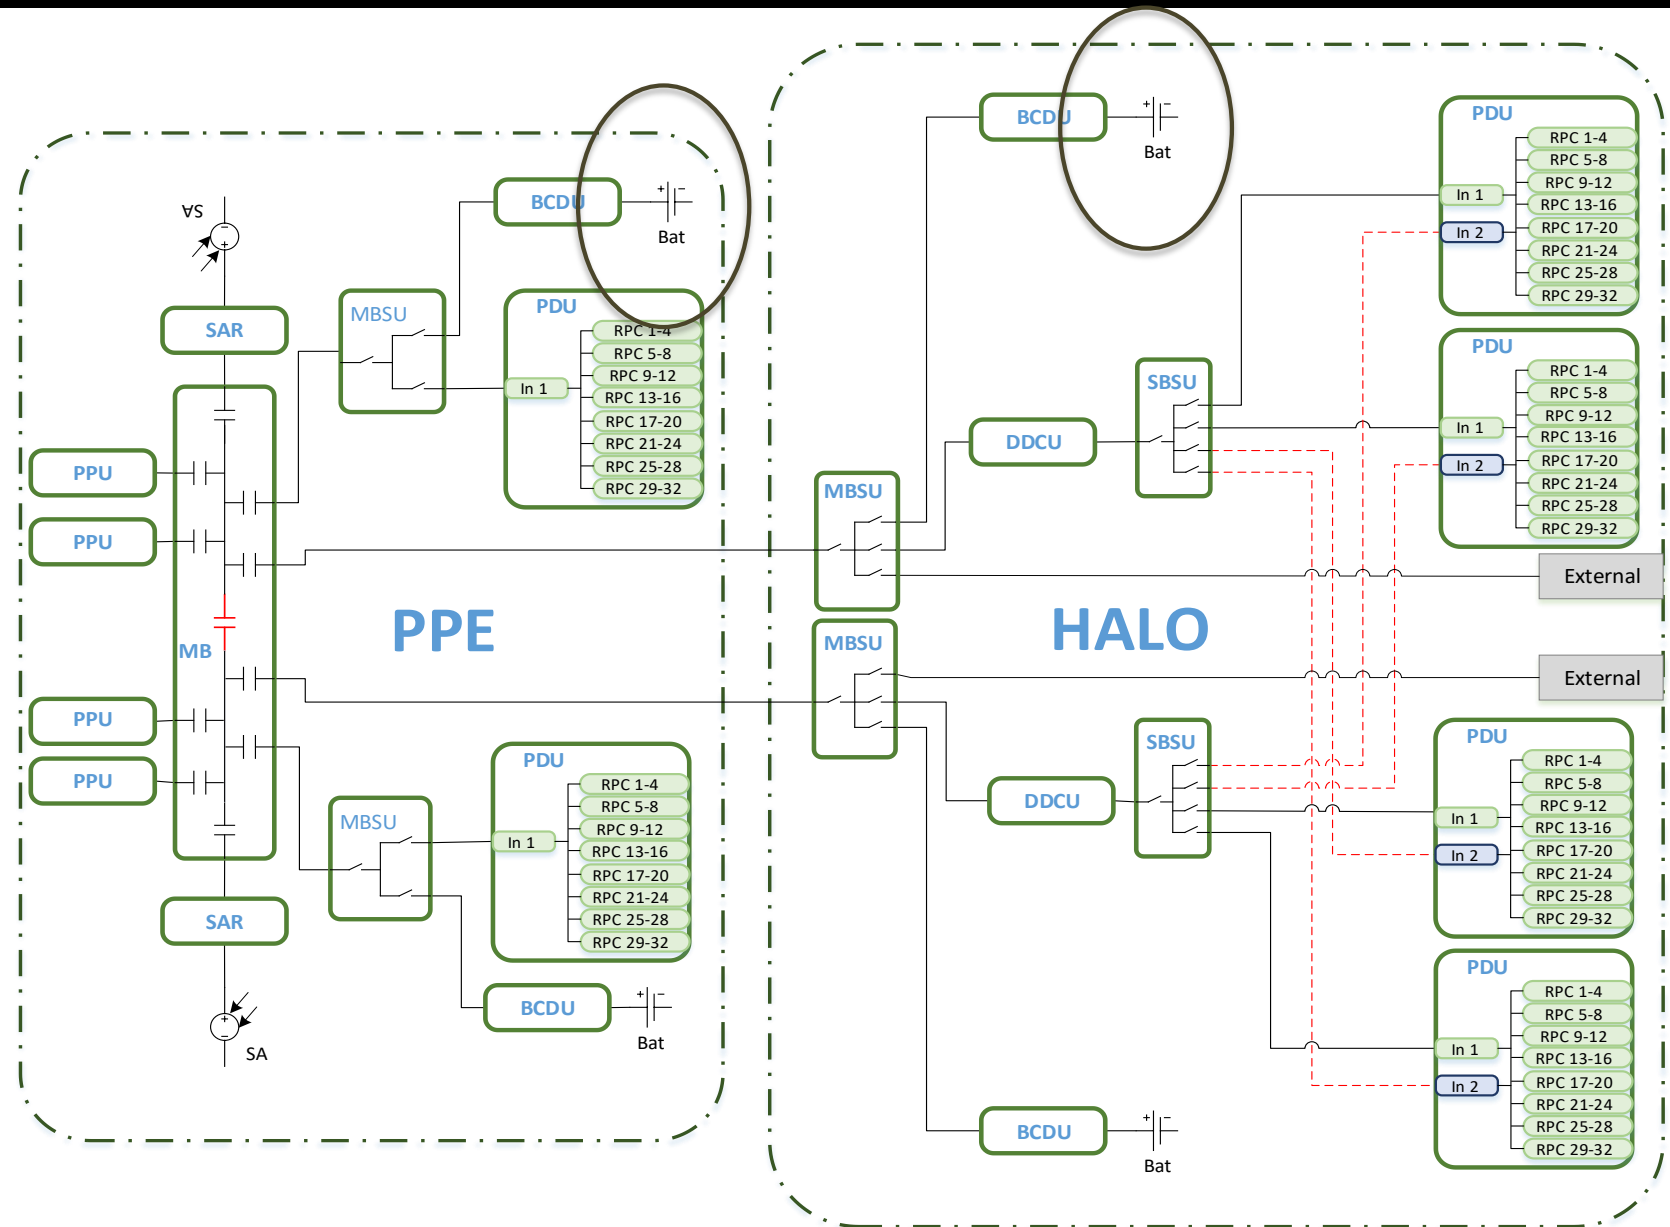 SA
SAR
PPU
PPU
MB
PPU
PPU
SAR
SA
MBSU
BCDU
Bat
PDU
In 1
RPC 1-4
RPC 5-8
RPC 9-12
RPC 13-16
RPC 17-20
RPC 21-24
RPC 25-28
RPC 29-32
PPE
MBSU
PDU
In 1
RPC 1-4
RPC 5-8
RPC 9-12
RPC 13-16
RPC 17-20
RPC 21-24
RPC 25-28
RPC 29-32
BCDU
Bat
BCDU
Bat
MBSU
DDCU
SBSU
HALO
MBSU
DDCU
SBSU
BCDU
Bat
PDU
In 1
In 2
RPC 1-4
RPC 5-8
RPC 9-12
RPC 13-16
RPC 17-20
RPC 21-24
RPC 25-28
RPC 29-32
PDU
In 1
In 2
RPC 1-4
RPC 5-8
RPC 9-12
RPC 13-16
RPC 17-20
RPC 21-24
RPC 25-28
RPC 29-32
External
External
PDU
In 1
In 2
RPC 1-4
RPC 5-8
RPC 9-12
RPC 13-16
RPC 17-20
RPC 21-24
RPC 25-28
RPC 29-32
PDU
In 1
In 2
RPC 1-4
RPC 5-8
RPC 9-12
RPC 13-16
RPC 17-20
RPC 21-24
RPC 25-28
RPC 29-32